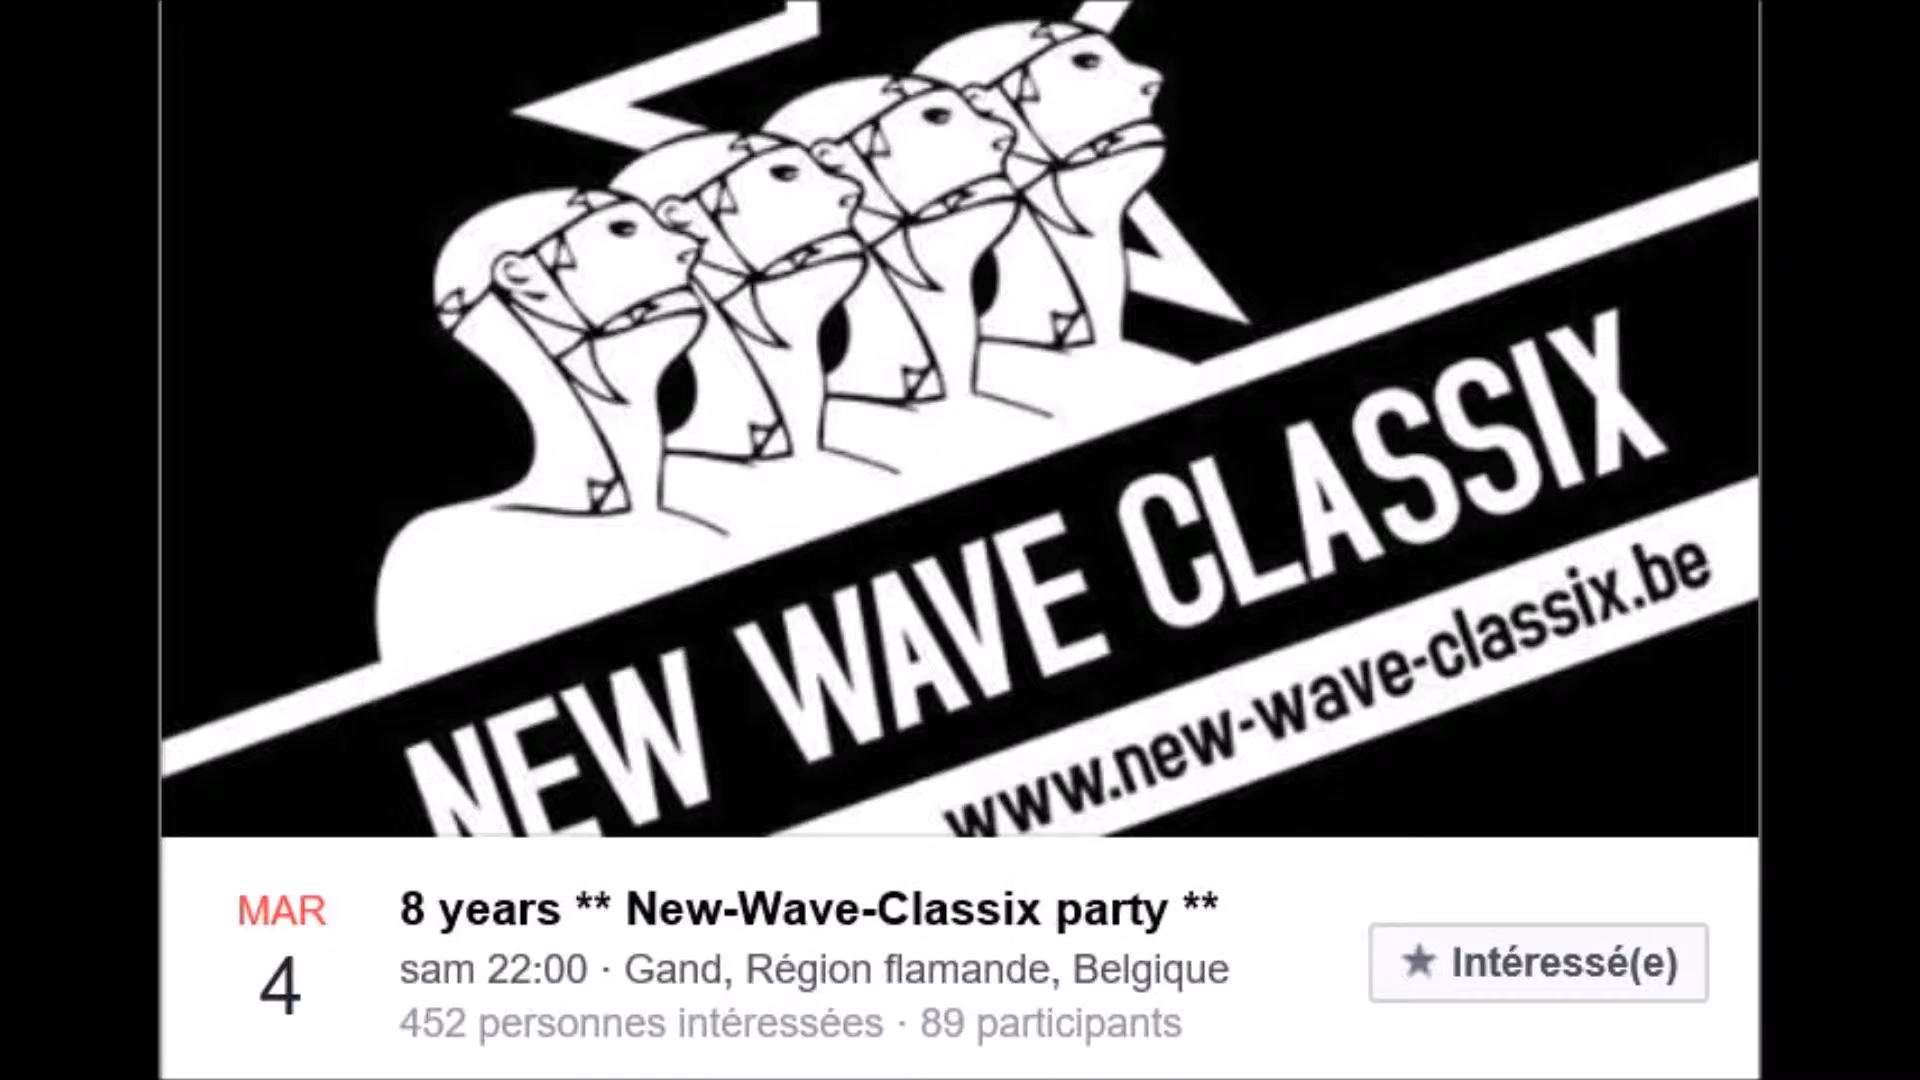 NEW WAVE CLASSIX
www.new-wave-classix.be
MAR
4
8 years ** New-Wave-Classix party **
sam 22:00 · Gand, Région flamande, Belgique
452 personnes intéressées · 89 participants
Intéressé(e)